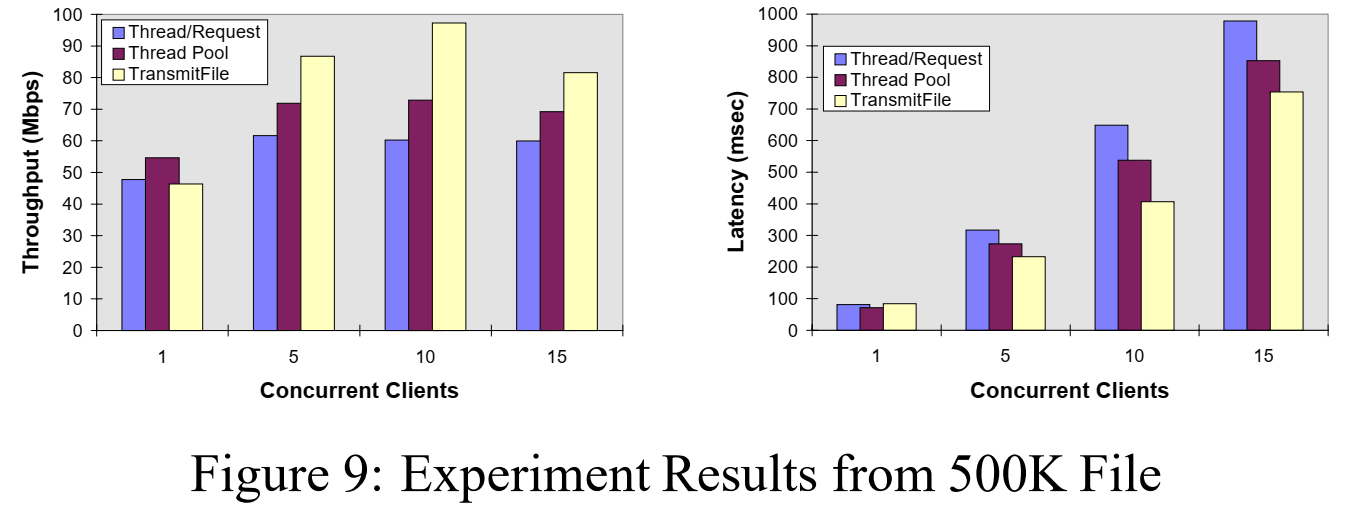 100
90
80
70
60
50
40
30
20
10
0
Throughput (Mbps)
Thread/Request
Thread Pool
TransmitFile
1 5 10 15
Concurrent Clients
1000
900
800
700
600
500
400
300
200
100
0
Latency (msec)
Thread/Request
Thread Pool
TransmitFile
1 5 10 15
Concurrent Clients
Figure 9: Experiment Results from 500K File